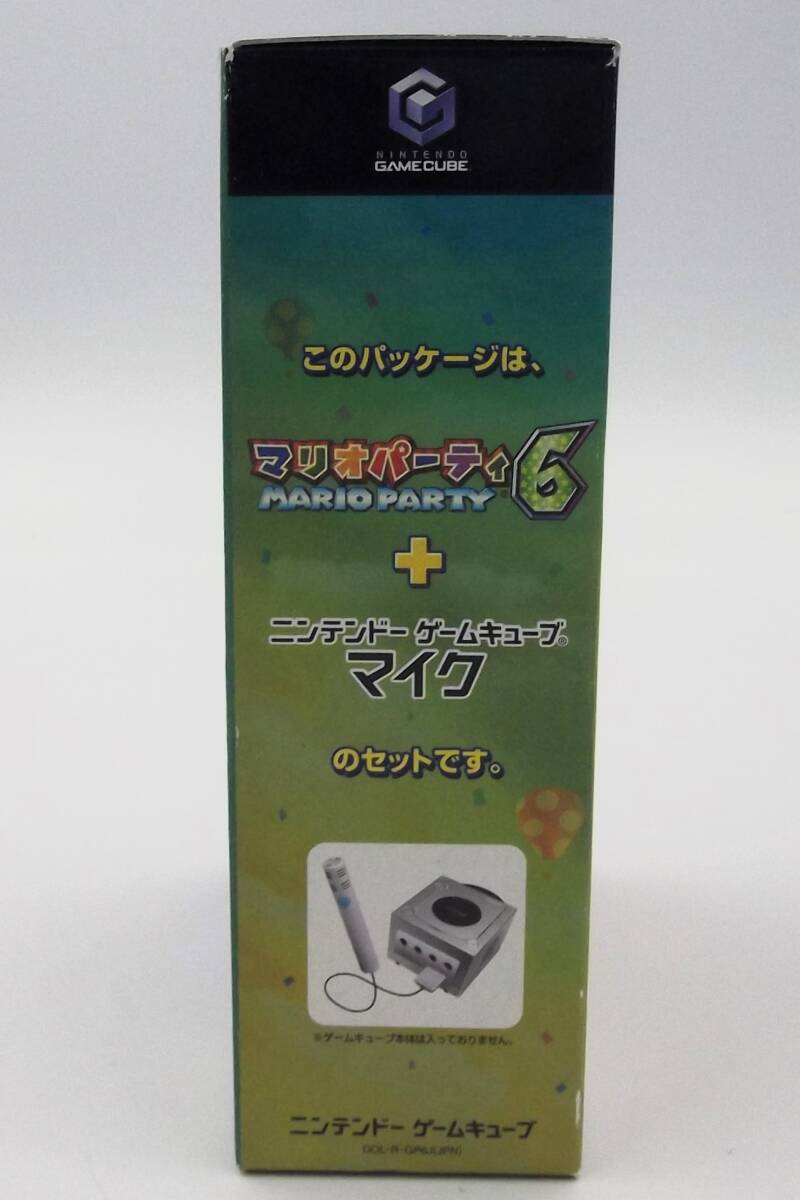 NINTENDO
GAMECUBE
このパッケージは、
マリオパーティ6
MARIO PARTY
+
ニンテンドー ゲームキューブ®
マイク
のセットです。
※ゲームキューブ本体は入っておりません。
ニンテンドー ゲームキューブ
DOL-R-GP6J(JPN)